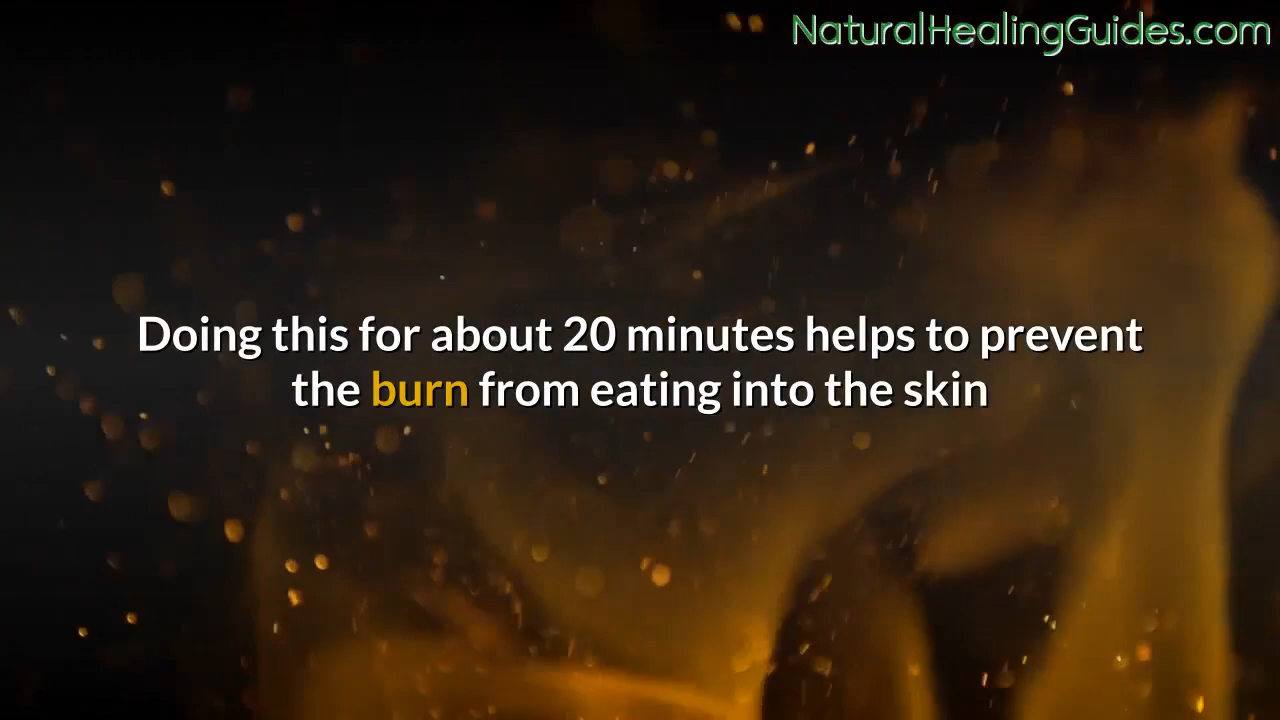 NaturalHealingGuides.com
Doing this for about 20 minutes helps to prevent
the burn from eating into the skin